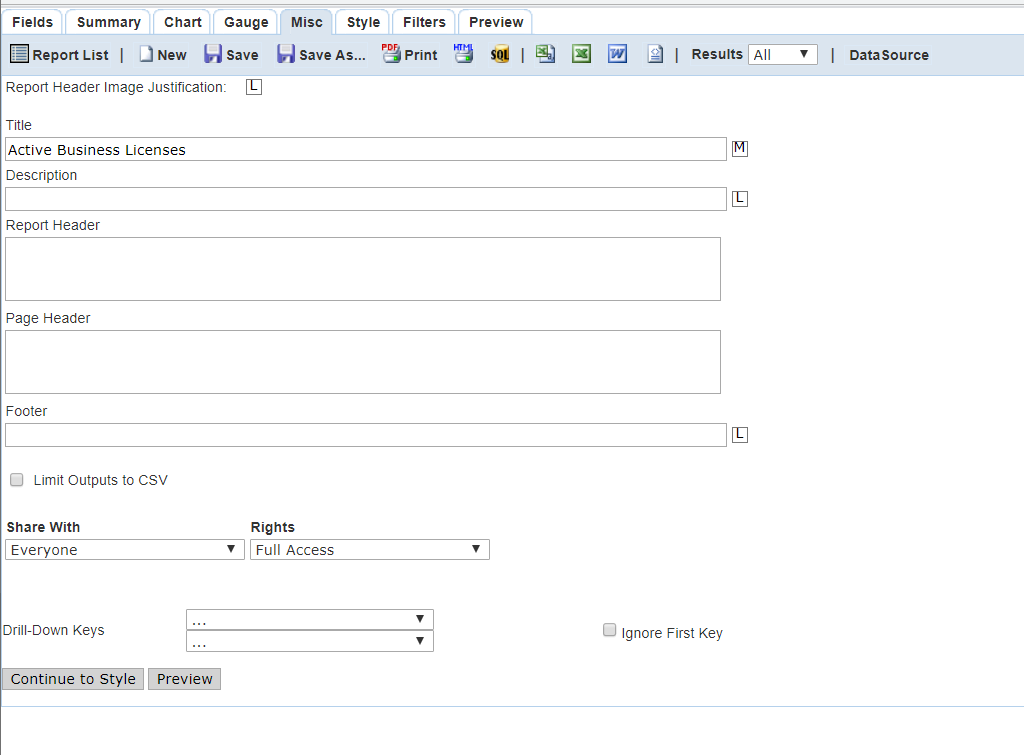 Fields Summary Chart Gauge Misc Style Filters Preview
Report List | New Save Save As... PDF Print HTML SQL | | Results All | DataSource
Report Header Image Justification: L
Title
Active Business Licenses M
Description
L
Report Header
Page Header
Footer
L
Limit Outputs to CSV
Share With Rights
Everyone Full Access
...
Drill-Down Keys Ignore First Key
...
Continue to Style Preview